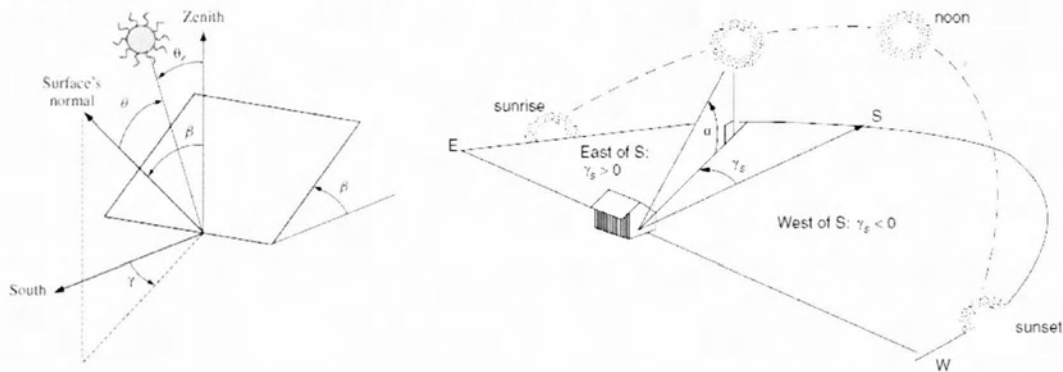 Zenith
θz
Surface's
normal
θ
β
β
South
γ
noon
sunrise
S
E
α
East of S:
γs > 0
γs
West of S: γs < 0
sunset
W